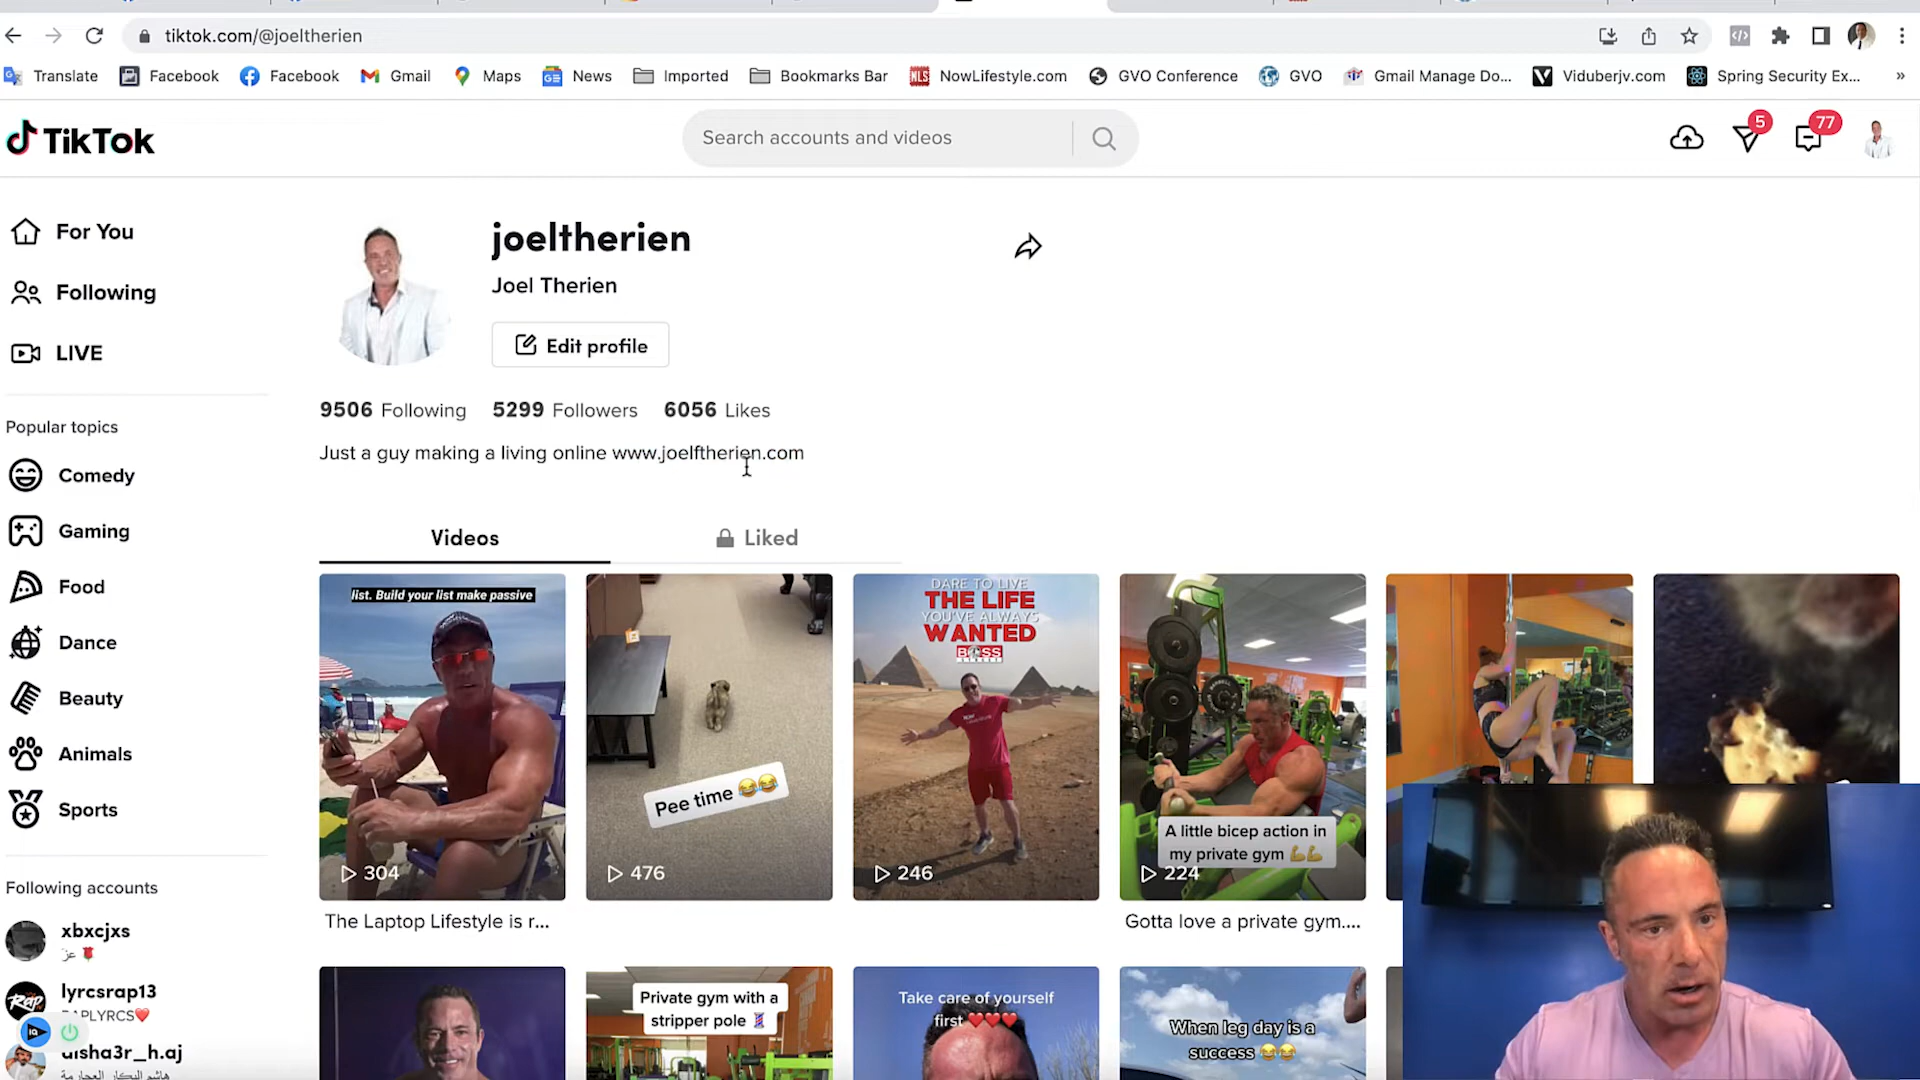 tiktok.com/@joeltherien
Translate Facebook Facebook Gmail Maps News Imported Bookmarks Bar NLS NowLifestyle.com GVO Conference GVO Gmail Manage Do... Viduberjv.com Spring Security Ex... »
TikTok
Search accounts and videos
5
77
For You
Following
LIVE
Popular topics
Comedy
Gaming
Food
Dance
Beauty
Animals
Sports
Following accounts
xbxcjxs
عز
lyrcsrap13
RAPLYRCS
aisha3r_h.aj
joeltherien
Joel Therien
Edit profile
9506 Following 5299 Followers 6056 Likes
Just a guy making a living online www.joelftherien.com
Videos
Liked
list. Build your list make passive
304
The Laptop Lifestyle is r...
Pee time 😂😂
476
DARE TO LIVE
THE LIFE
YOU'VE ALWAYS
WANTED
BOSS
246
A little bicep action in
my private gym 💪💪
224
Gotta love a private gym....
Private gym with a
stripper pole 💈
Take care of yourself
first ❤❤❤
When leg day is a
success 😂😂